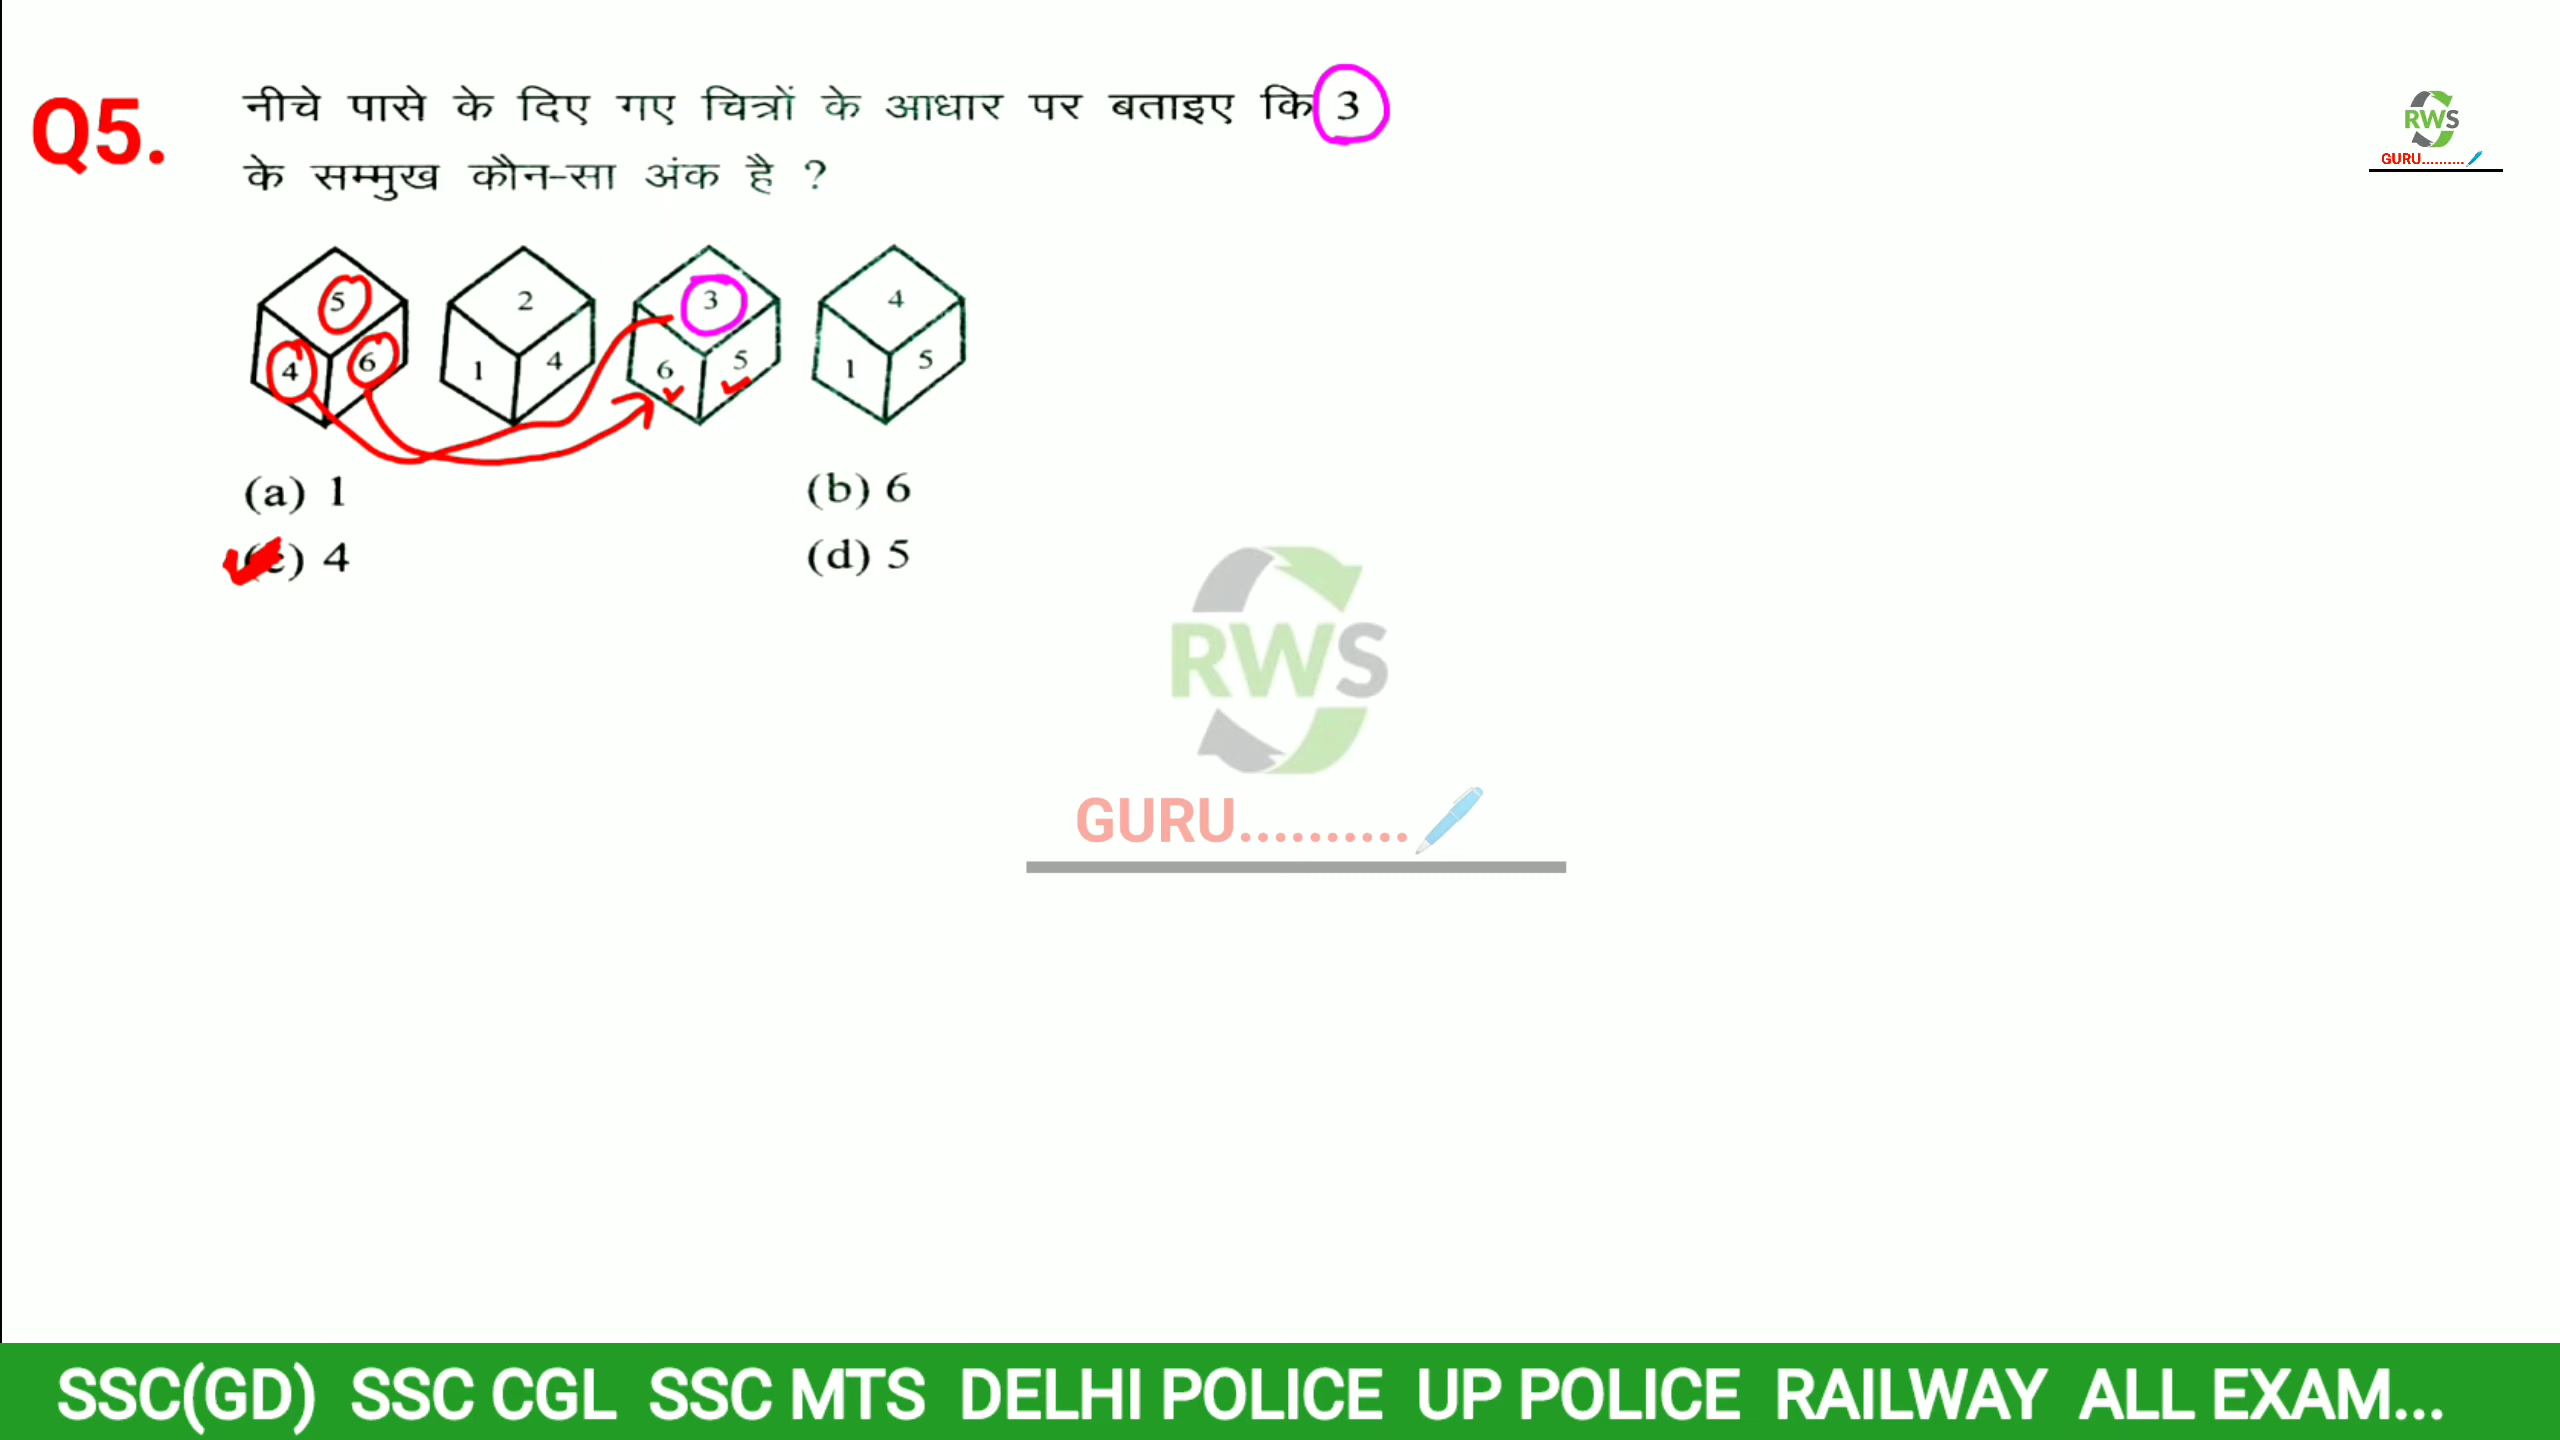 Q5. नीचे पासे के दिए गए चित्रों के आधार पर बताइए कि 3
के सम्मुख कौन-सा अंक है ?
RWS
GURU..........
5 2 3 4
4 6 1 4 6 5 1 5
(a) 1 (b) 6
(c) 4 (d) 5
RWS
GURU..........
SSC(GD) SSC CGL SSC MTS DELHI POLICE UP POLICE RAILWAY ALL EXAM...